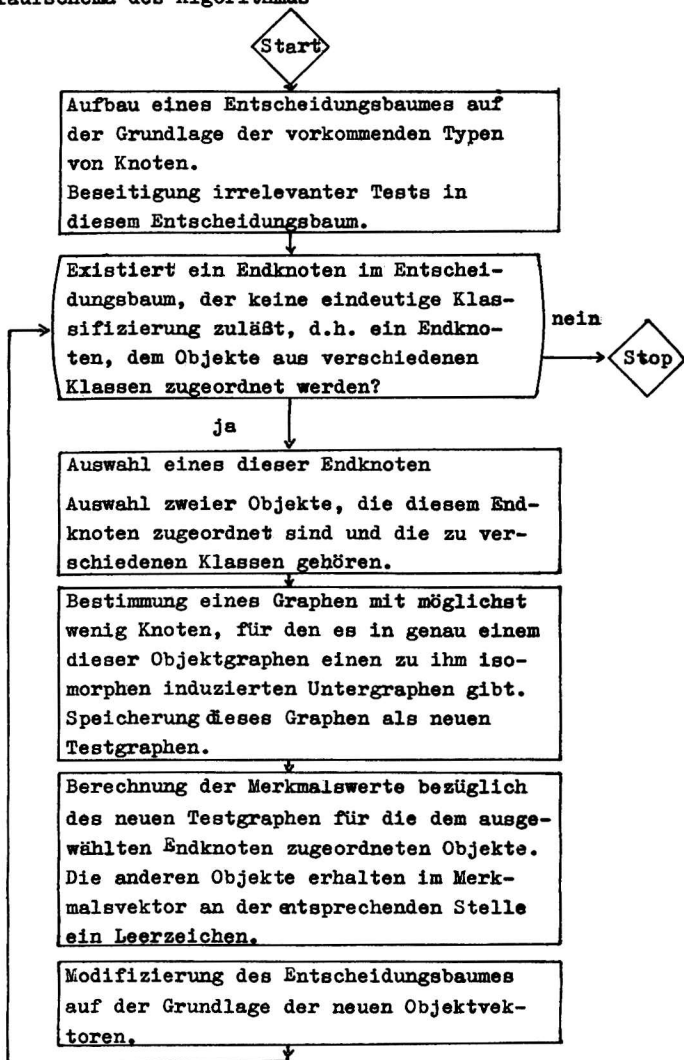 Start
Aufbau eines Entscheidungsbaumes auf
der Grundlage der vorkommenden Typen
von Knoten.
Beseitigung irrelevanter Tests in
diesem Entscheidungsbaum.
Existiert ein Endknoten im Entschei-
dungsbaum, der keine eindeutige Klas-
sifizierung zuläßt, d.h. ein Endkno-
ten, dem Objekte aus verschiedenen
Klassen zugeordnet werden?
nein
Stop
ja
Auswahl eines dieser Endknoten
Auswahl zweier Objekte, die diesem End-
knoten zugeordnet sind und die zu ver-
schiedenen Klassen gehören.
Bestimmung eines Graphen mit möglichst
wenig Knoten, für den es in genau einem
dieser Objektgraphen einen zu ihm iso-
morphen induzierten Untergraphen gibt.
Speicherung dieses Graphen als neuen
Testgraphen.
Berechnung der Merkmalswerte bezüglich
des neuen Testgraphen für die dem ausge-
wählten Endknoten zugeordneten Objekte.
Die anderen Objekte erhalten im Merk-
malsvektor an der entsprechenden Stelle
ein Leerzeichen.
Modifizierung des Entscheidungsbaumes
auf der Grundlage der neuen Objektvek-
toren.